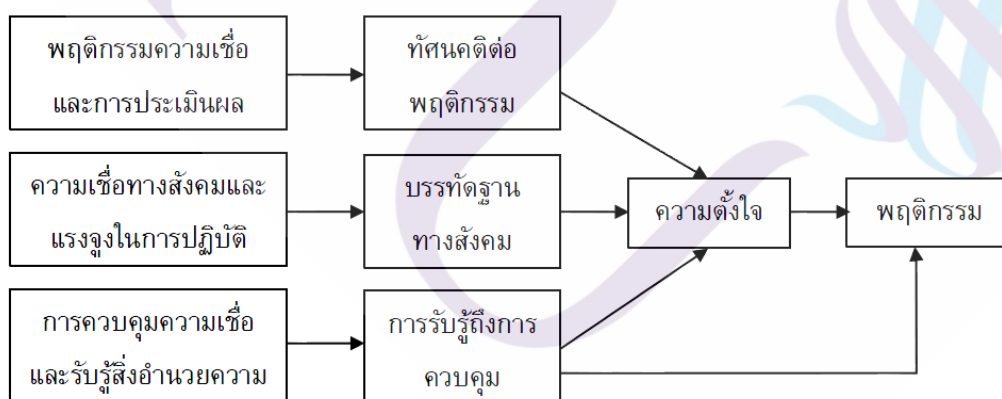 พฤติกรรมความเชื่อ
และการประเมินผล
ทัศนคติต่อ
พฤติกรรม
ความเชื่อทางสังคมและ
แรงจูงในการปฏิบัติ
บรรทัดฐาน
ทางสังคม
ความตั้งใจ
พฤติกรรม
การควบคุมความเชื่อ
และรับรู้สิ่งอำนวยความ
การรับรู้ถึงการ
ควบคุม